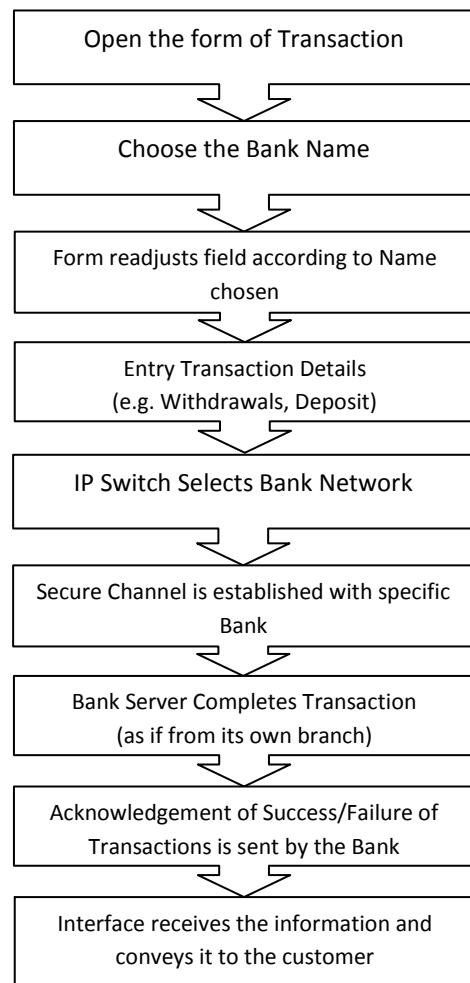 Open the form of Transaction
Choose the Bank Name
Form readjusts field according to Name
chosen
Entry Transaction Details
(e.g. Withdrawals, Deposit)
IP Switch Selects Bank Network
Secure Channel is established with specific
Bank
Bank Server Completes Transaction
(as if from its own branch)
Acknowledgement of Success/Failure of
Transactions is sent by the Bank
Interface receives the information and
conveys it to the customer